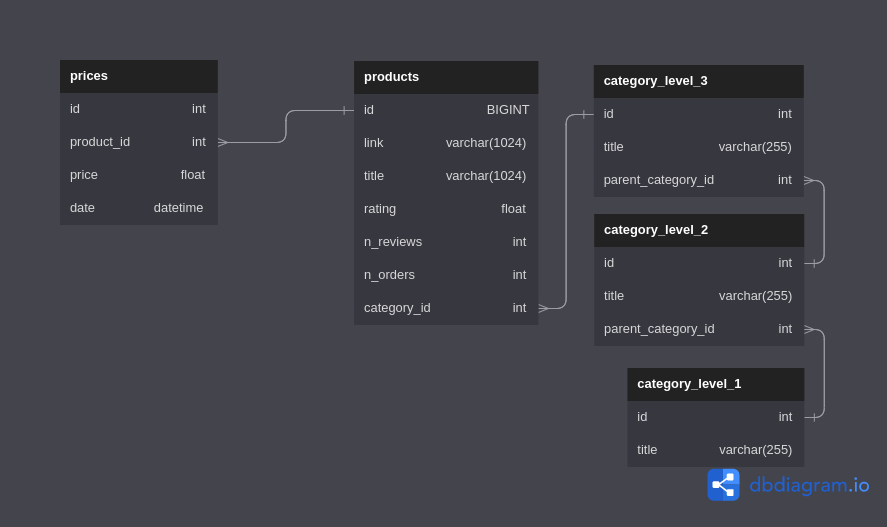 prices
id int
product_id int
price float
date datetime
products
id BIGINT
link varchar(1024)
title varchar(1024)
rating float
n_reviews int
n_orders int
category_id int
category_level_3
id int
title varchar(255)
parent_category_id int
category_level_2
id int
title varchar(255)
parent_category_id int
category_level_1
id int
title varchar(255)
dbdiagram.io